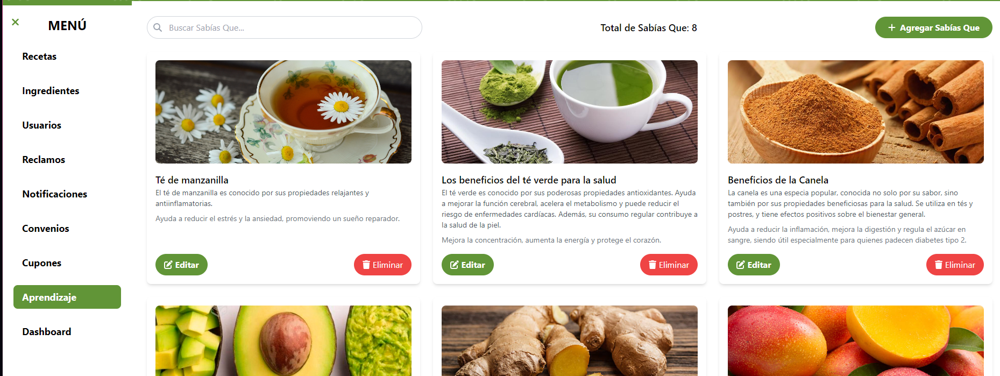 MENÚ
Recetas
Ingredientes
Usuarios
Reclamos
Notificaciones
Convenios
Cupones
Aprendizaje
Dashboard
Buscar Sabías Que...
Total de Sabías Que: 8
+ Agregar Sabías Que
Té de manzanilla
El té de manzanilla es conocido por sus propiedades relajantes y
antiinflamatorias.
Ayuda a reducir el estrés y la ansiedad, promoviendo un sueño reparador.
Editar
Eliminar
Los beneficios del té verde para la salud
El té verde es conocido por sus poderosas propiedades antioxidantes. Ayuda
a mejorar la función cerebral, acelera el metabolismo y puede reducir el
riesgo de enfermedades cardíacas. Además, su consumo regular contribuye a
la salud de la piel.
Mejora la concentración, aumenta la energía y protege el corazón.
Editar
Eliminar
Beneficios de la Canela
La canela es una especia popular, conocida no solo por su sabor, sino
también por sus propiedades beneficiosas para la salud. Se utiliza en tés y
postres, y tiene efectos positivos sobre el bienestar general.
Ayuda a reducir la inflamación, mejora la digestión y regula el azúcar en
sangre, siendo útil especialmente para quienes padecen diabetes tipo 2.
Editar
Eliminar